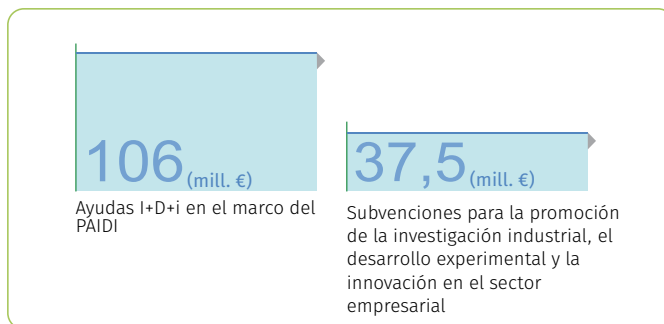 106 (mill. €)
Ayudas I+D+i en el marco del
PAIDI
37,5 (mill. €)
Subvenciones para la promoción
de la investigación industrial, el
desarrollo experimental y la
innovación en el sector
empresarial